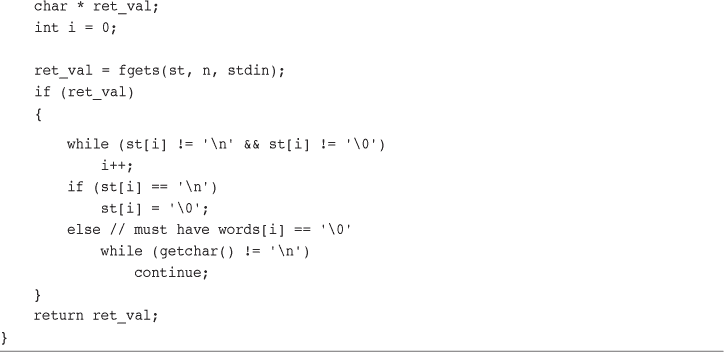 char * ret_val;
int i = 0;
ret_val = fgets(st, n, stdin);
if (ret_val)
{
while (st[i] != '\n' && st[i] != '\0')
i++;
if (st[i] == '\n')
st[i] = '\0';
else // must have words[i] == '\0'
while (getchar() != '\n')
continue;
}
return ret_val;
}